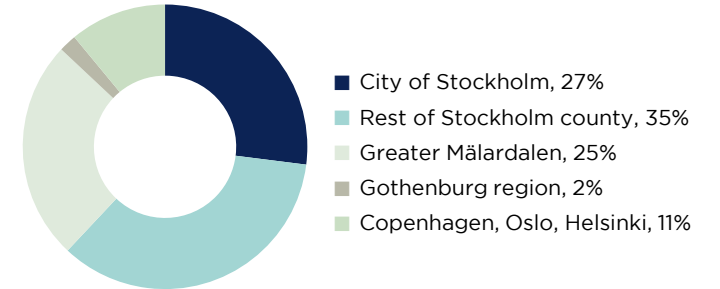 City of Stockholm, 27%
Rest of Stockholm county, 35%
Greater Mälardalen, 25%
Gothenburg region, 2%
Copenhagen, Oslo, Helsinki, 11%